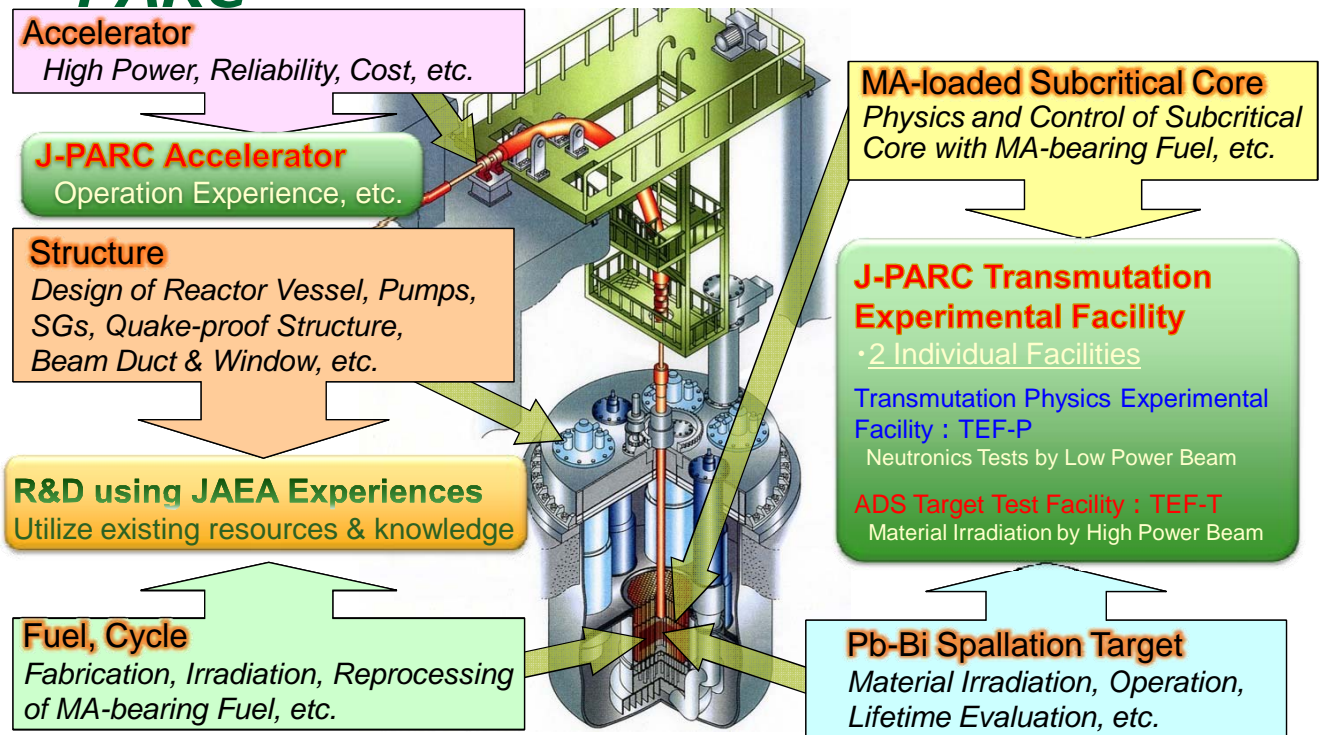 PARC
Accelerator
High Power, Reliability, Cost, etc.
J-PARC Accelerator
Operation Experience, etc.
Structure
Design of Reactor Vessel, Pumps,
SGs, Quake-proof Structure,
Beam Duct & Window, etc.
R&D using JAEA Experiences
Utilize existing resources & knowledge
Fuel, Cycle
Fabrication, Irradiation, Reprocessing
of MA-bearing Fuel, etc.
MA-loaded Subcritical Core
Physics and Control of Subcritical
Core with MA-bearing Fuel, etc.
J-PARC Transmutation
Experimental Facility
・2 Individual Facilities
Transmutation Physics Experimental
Facility：TEF-P
Neutronics Tests by Low Power Beam
ADS Target Test Facility：TEF-T
Material Irradiation by High Power Beam
Pb-Bi Spallation Target
Material Irradiation, Operation,
Lifetime Evaluation, etc.